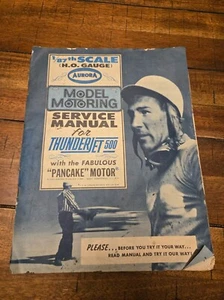 1/87th SCALE
(H.O. GAUGE)
AURORA
MODEL
MOTORING
SERVICE
MANUAL
for
THUNDERJET 500
with the FABULOUS
"PANCAKE" MOTOR"
PLEASE... BEFORE YOU TRY IT YOUR WAY...
READ MANUAL AND TRY IT OUR WAY!